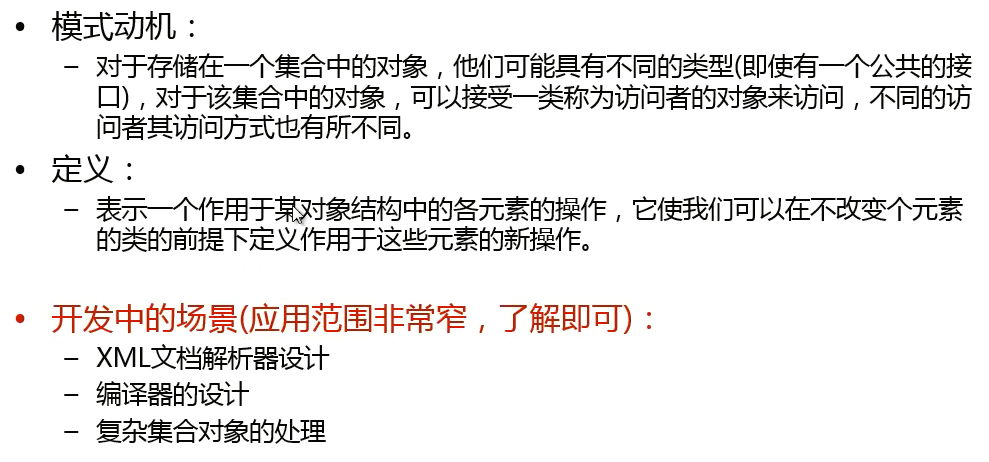 • 模式动机：
– 对于存储在一个集合中的对象，他们可能具有不同的类型(即使有一个公共的接
口)，对于该集合中的对象，可以接受一类称为访问者的对象来访问，不同的访
问者其访问方式也有所不同。
• 定义：
– 表示一个作用于某对象结构中的各元素的操作，它使我们可以在不改变个元素
的类的前提下定义作用于这些元素的新操作。
• 开发中的场景(应用范围非常窄，了解即可)：
– XML文档解析器设计
– 编译器的设计
– 复杂集合对象的处理